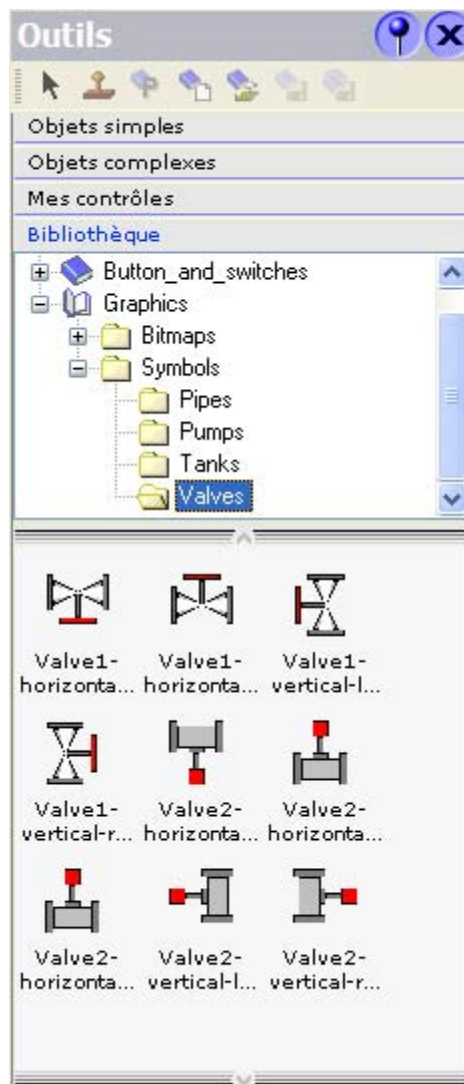 Outils
Objets simples
Objets complexes
Mes contrôles
Bibliothèque
Button_and_switches
Graphics
Bitmaps
Symbols
Pipes
Pumps
Tanks
Valves
Valve1-
horizonta...
Valve1-
horizonta...
Valve1-
vertical-l...
Valve1-
vertical-r...
Valve2-
horizonta...
Valve2-
horizonta...
Valve2-
horizonta...
Valve2-
vertical-l...
Valve2-
vertical-r...